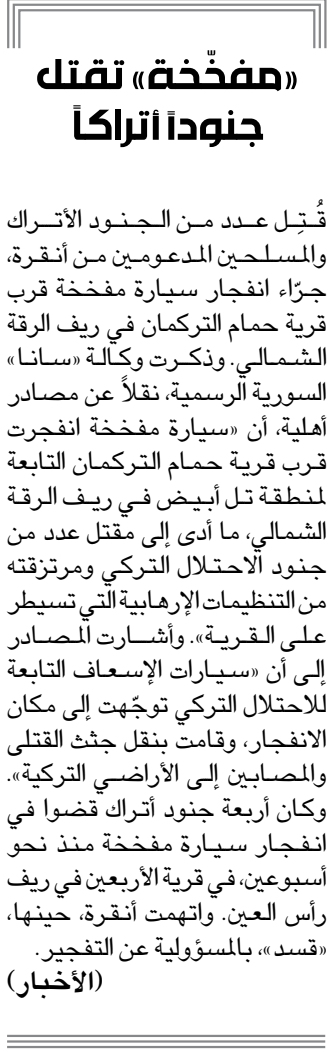 «مفخّخة» تقتل
جنوداً أتراكاً
قُتِل عدد من الجنود الأتراك
والمسلحين المدعومين من أنقرة،
جرّاء انفجار سيارة مفخخة قرب
قرية حمام التركمان في ريف الرقة
الشمالي. وذكرت وكالة «سانا»
السورية الرسمية، نقلاً عن مصادر
أهلية، أن «سيارة مفخخة انفجرت
قرب قرية حمام التركمان التابعة
لمنطقة تل أبيض في ريف الرقة
الشمالي، ما أدى إلى مقتل عدد من
جنود الاحتلال التركي ومرتزقته
من التنظيمات الإرهابية التي تسيطر
على القرية». وأشارت المصادر
إلى أن «سيارات الإسعاف التابعة
للاحتلال التركي توجّهت إلى مكان
الانفجار، وقامت بنقل جثث القتلى
والمصابين إلى الأراضي التركية».
وكان أربعة جنود أتراك قضوا في
انفجار سيارة مفخخة منذ نحو
أسبوعين، في قرية الأربعين في ريف
رأس العين. واتهمت أنقرة، حينها،
«قسد»، بالمسؤولية عن التفجير.
(الأخبار)